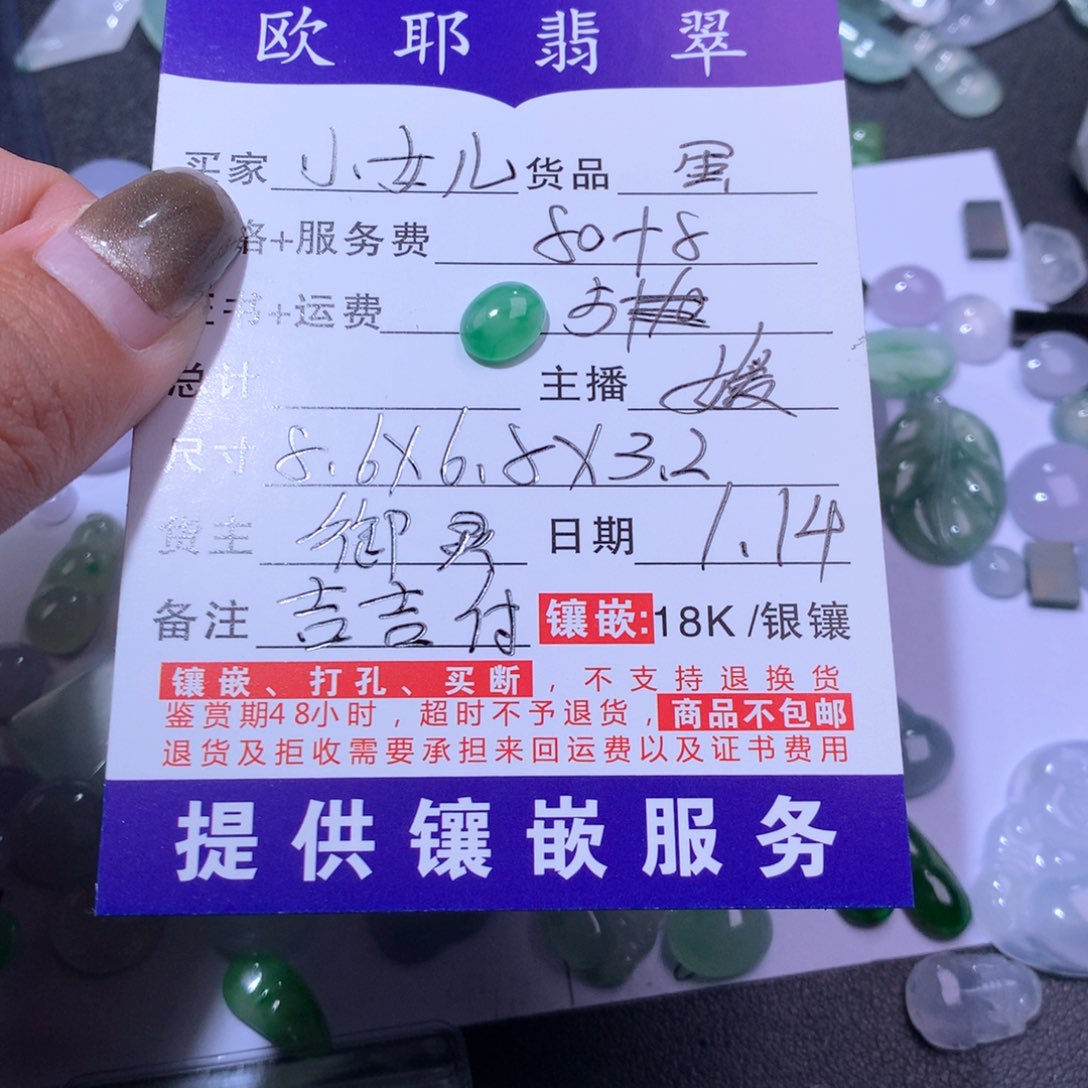 欧耶翡翠
买家 小女儿 货品 蛋
格+服务费 80+8
证书+运费
总计 主播 媛
尺寸 8.6X6.8X3.2
货主 御 日期 1.14
备注 吉吉付 镶嵌:18K/银镶
镶嵌、打孔、买断,不支持退换货
鉴赏期48小时,超时不予退货,商品不包邮
退货及拒收需要承担来回运费以及证书费用
提供镶嵌服务